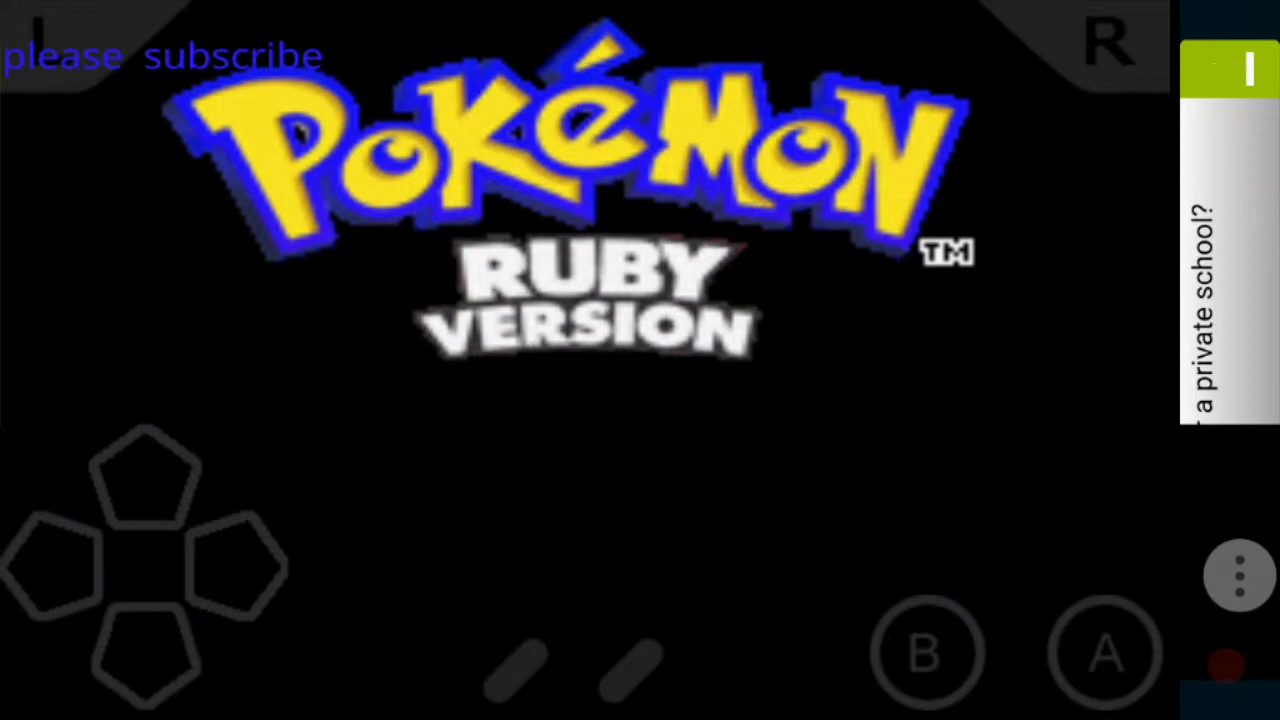 L
R
please subscribe
POKéMON
TM
RUBY
VERSION
a private school?
B
A